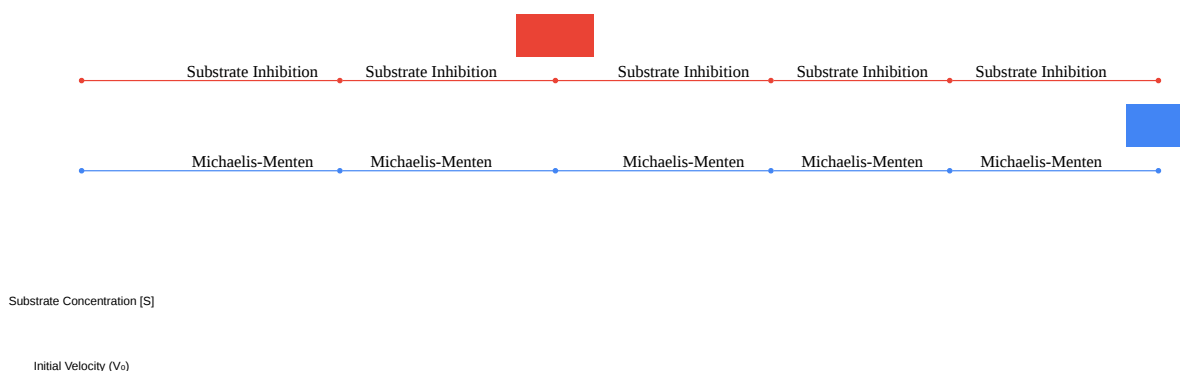 Substrate Inhibition Substrate Inhibition Substrate Inhibition Substrate Inhibition Substrate Inhibition
Michaelis-Menten Michaelis-Menten Michaelis-Menten Michaelis-Menten Michaelis-Menten
Substrate Concentration [S]
Initial Velocity (V₀)